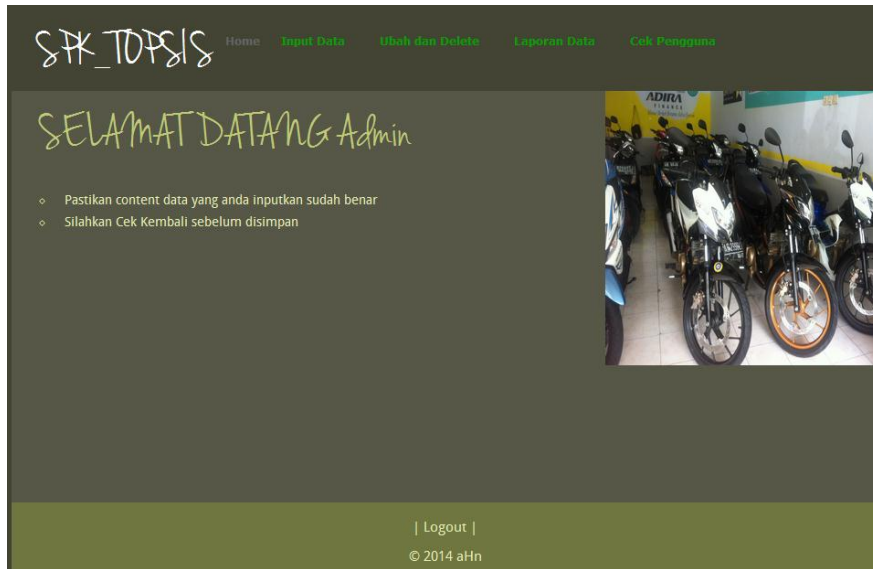 SPK_TOPSIS
Home Input Data Ubah dan Delete Laporan Data Cek Pengguna
SELAMAT DATANG Admin
ADIRA
FINANCE
Pastikan content data yang anda inputkan sudah benar
Silahkan Cek Kembali sebelum disimpan
| Logout |
© 2014 aHn